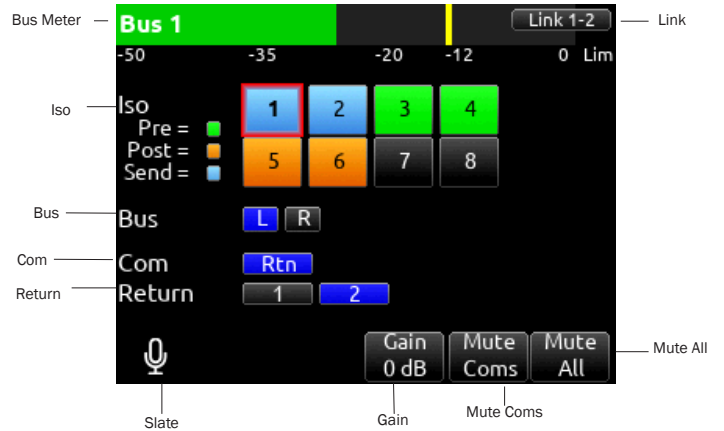 Bus Meter
Bus 1
Link 1-2
Link
-50 -35 -20 -12 0 Lim
Iso
Iso
1 2 3 4
Pre =
Post =
Send =
5 6 7 8
Bus
Bus
L R
Com
Com
Rtn
Return
Return
1 2
Gain 0 dB
Mute Coms
Mute All
Mute All
Slate
Gain
Mute Coms